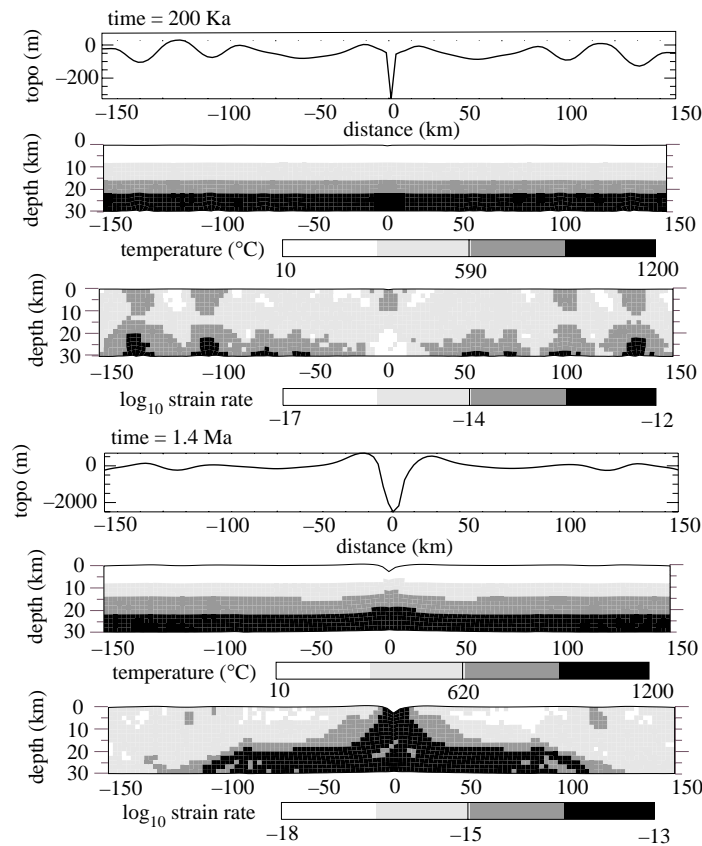 time = 200 Ka
topo (m)
0
−200
−150 −100 −50 0 50 100 150
distance (km)
depth (km)
0
10
20
30
−150 −100 −50 0 50 100 150
temperature (°C)
10 590 1200
depth (km)
0
10
20
30
−150 −100 −50 0 50 100 150
log10 strain rate
−17 −14 −12
time = 1.4 Ma
topo (m)
0
−2000
−150 −100 −50 0 50 100 150
distance (km)
depth (km)
0
10
20
30
−150 −100 −50 0 50 100 150
temperature (°C)
10 620 1200
depth (km)
0
10
20
30
−150 −100 −50 0 50 100 150
log10 strain rate
−18 −15 −13